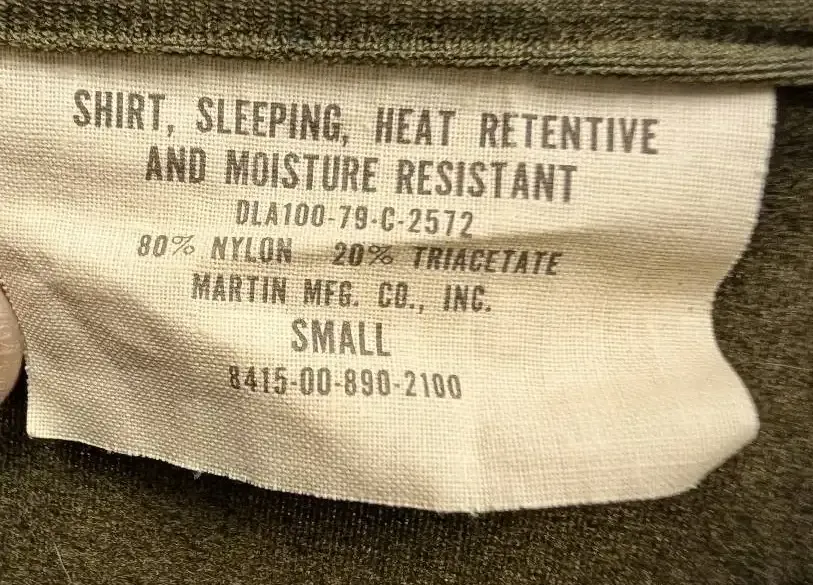 SHIRT, SLEEPING, HEAT RETENTIVE
AND MOISTURE RESISTANT
DLA100-79-C-2572
80% NYLON 20% TRIACETATE
MARTIN MFG. CO., INC.
SMALL
8415-00-890-2100